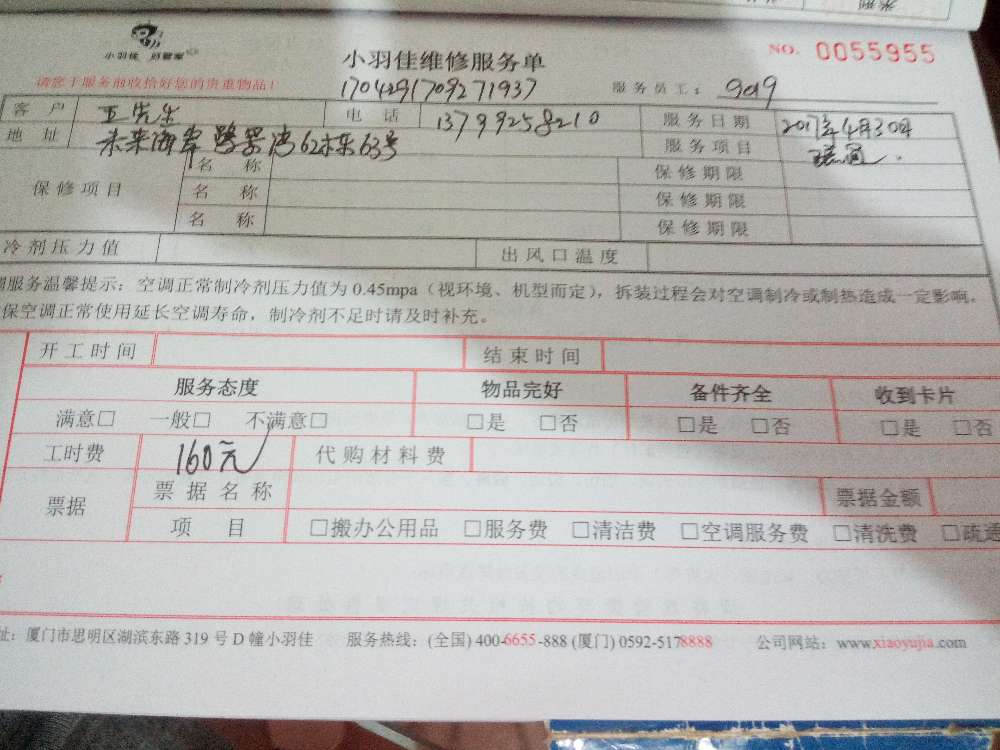 小羽佳 好管家
小羽佳维修服务单
NO. 0055955
请您于服务前收拾好您的贵重物品！
170429170927 1937
服务员工： 909
客 户 王先生 电 话 13799258210 服务日期 2017年4月30日
地 址 未来海岸 湾62栋63号 服务项目
保修项目 名 称 保修期限
名 称 保修期限
名 称 保修期限
冷剂压力值 出风口温度
服务温馨提示：空调正常制冷剂压力值为0.45mpa（视环境、机型而定），拆装过程会对空调制冷或制热造成一定影响。
保空调正常使用延长空调寿命，制冷剂不足时请及时补充。
开工时间 结束时间
服务态度 物品完好 备件齐全 收到卡片
满意□ 一般□ 不满意□ □是 □否 □是 □否 □是 □否
工时费 160元 代购材料费
票据 票据名称 票据金额
项 目 □搬办公用品 □服务费 □清洁费 □空调服务费 □清洗费 □疏通
址：厦门市思明区湖滨东路 319 号 D 幢小羽佳 服务热线：(全国) 400-6655-888 (厦门) 0592-5178888 公司网站：www.xiaoyujia.com